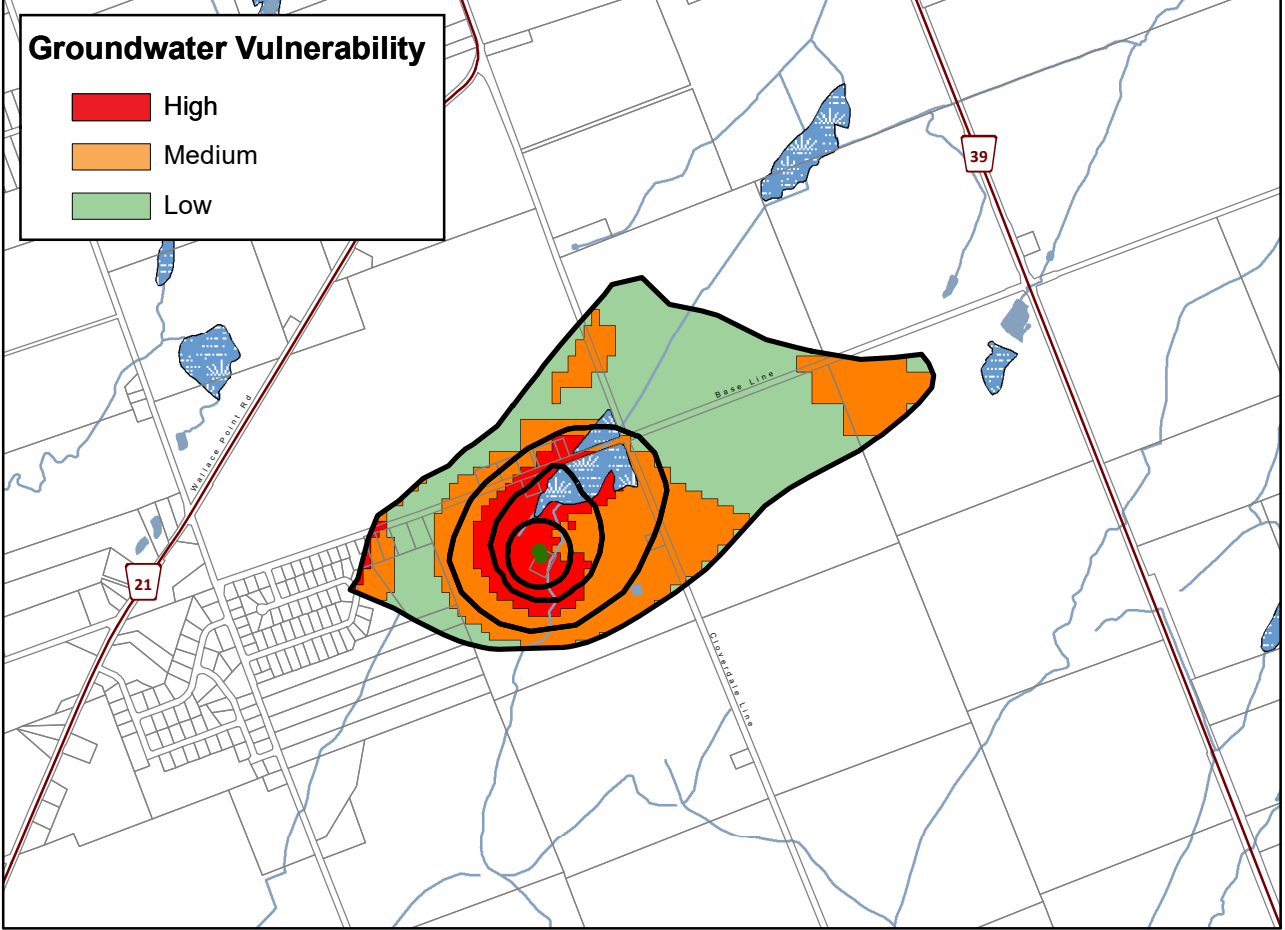 Groundwater Vulnerability
High
Medium
Low
39
Base Line
Wallace Point Rd
21
Cloverdale Line